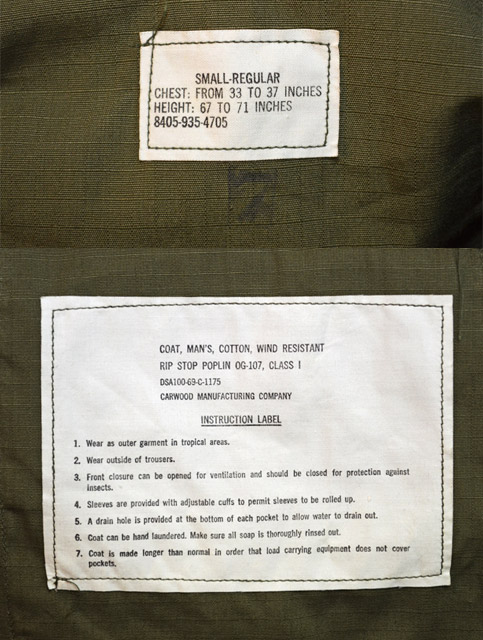 SMALL-REGULAR
CHEST: FROM 33 TO 37 INCHES
HEIGHT: 67 TO 71 INCHES
8405-935-4705
COAT, MAN'S, COTTON, WIND RESISTANT
RIP STOP POPLIN OG-107, CLASS I
DSA100-69-C-1175
CARWOOD MANUFACTURING COMPANY
INSTRUCTION LABEL
1. Wear as outer garment in tropical areas.
2. Wear outside of trousers.
3. Front closure can be opened for ventilation and should be closed for protection against
insects.
4. Sleeves are provided with adjustable cuffs to permit sleeves to be rolled up.
5. A drain hole is provided at the bottom of each pocket to allow water to drain out.
6. Coat can be hand laundered. Make sure all soap is thoroughly rinsed out.
7. Coat is made longer than normal in order that load carrying equipment does not cover
pockets.